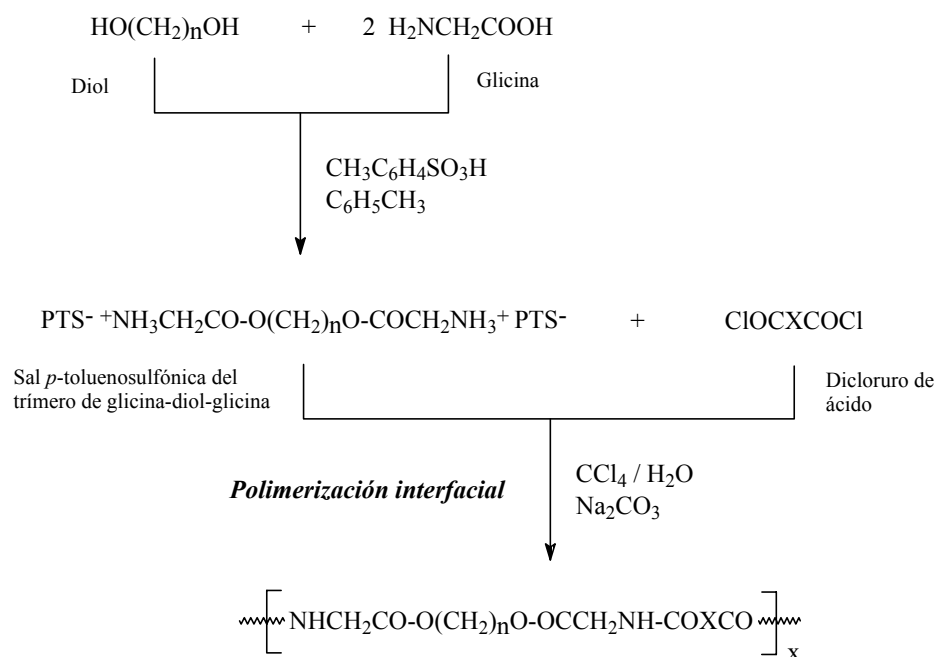 HO(CH2)nOH + 2 H2NCH2COOH
Diol
Glicina
CH3C6H4SO3H
C6H5CH3
PTS- +NH3CH2CO-O(CH2)nO-COCH2NH3+ PTS- + ClOCXCOCl
Sal p-toluenosulfónica del
trímero de glicina-diol-glicina
Dicloruro de
ácido
Polimerización interfacial
CCl4 / H2O
Na2CO3
NHCH2CO-O(CH2)nO-OCCH2NH-COXCO
x